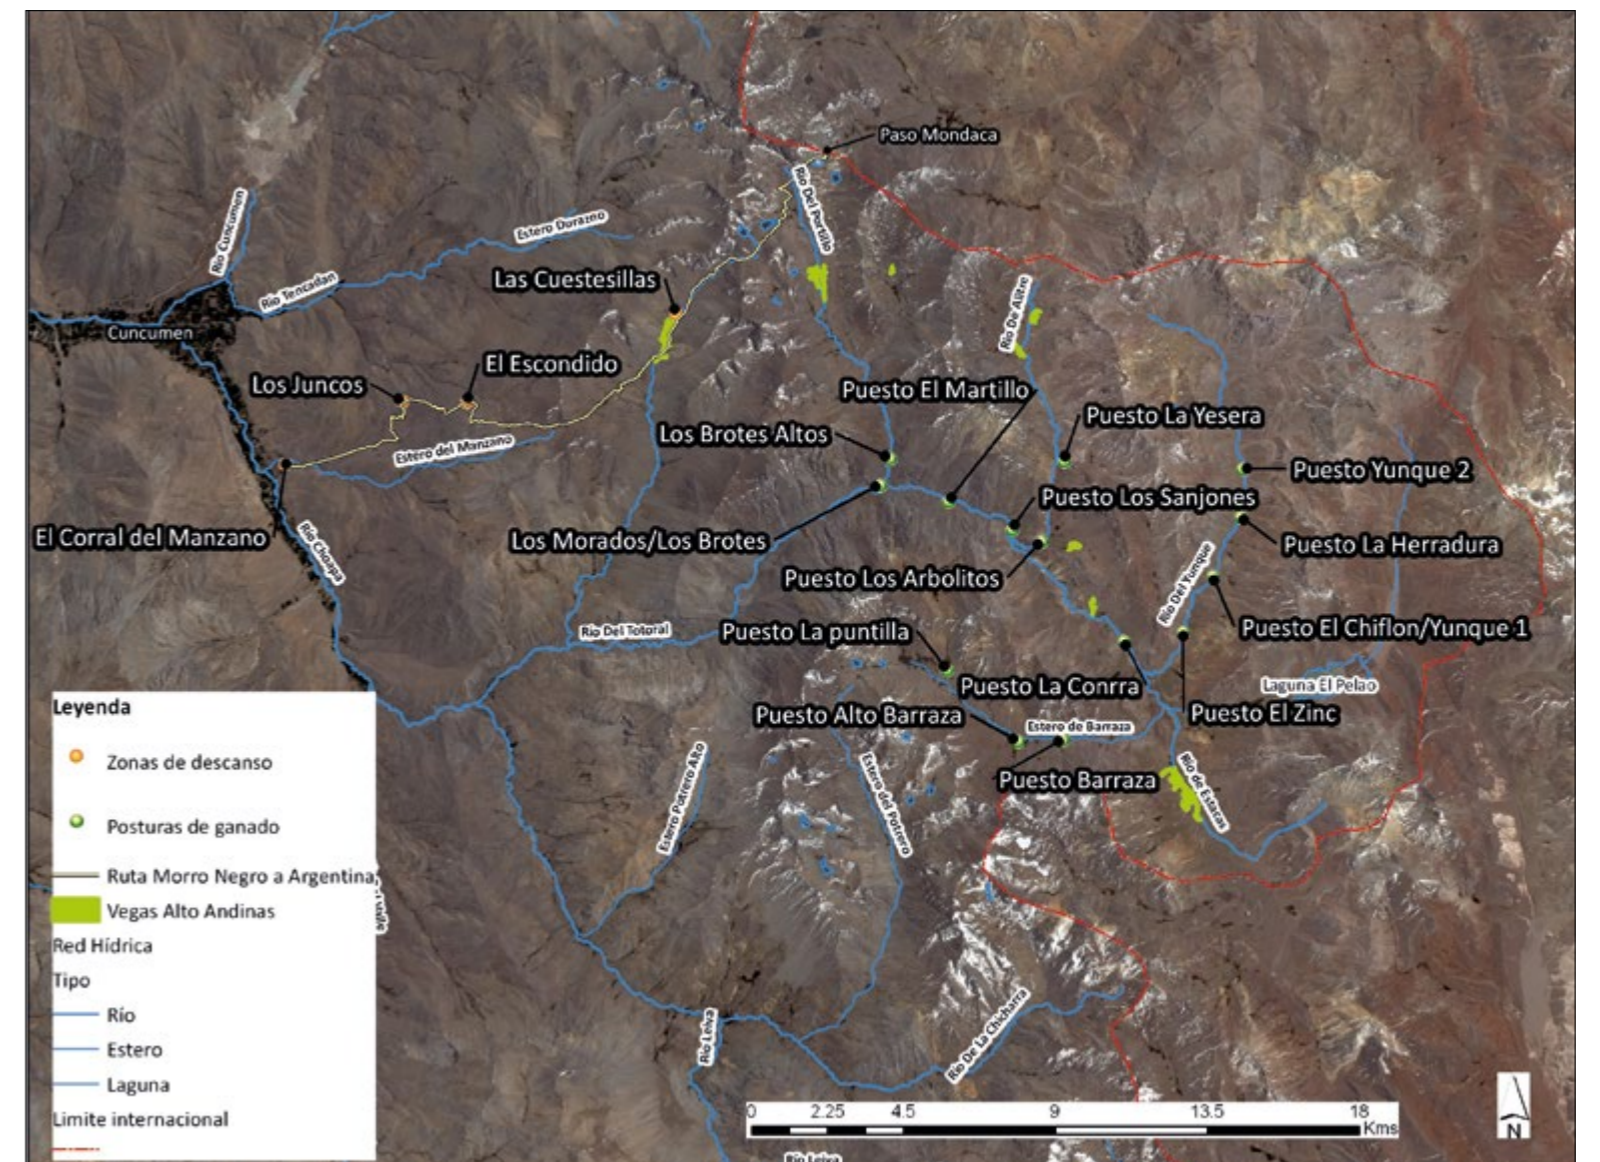 Paso Mondaca
Río Del Portillo
Río Cuncumen
Estero Durazno
Río Tencadan
Las Cuestesillas
Río De Alitre
Cuncumen
El Escondido
Los Juncos
Puesto El Martillo
Puesto La Yesera
Los Brotes Altos
Estero del Manzano
Puesto Yunque 2
Puesto Los Sanjones
El Corral del Manzano
Los Morados/Los Brotes
Puesto La Herradura
Río Choapa
Puesto Los Arbolitos
Río Del Yunque
Río Del Totoral
Puesto La puntilla
Puesto El Chiflon/Yunque 1
Puesto La Conrra
Laguna El Pelao
Puesto Alto Barraza
Estero de Barraza
Puesto El Zinc
Puesto Barraza
Río de Estacas
Estero Potrero Alto
Estero del Potrero
Río Leiva
Río De La Chicharra
Leyenda
Zonas de descanso
Posturas de ganado
Ruta Morro Negro a Argentina
Vegas Alto Andinas
Red Hídrica
Tipo
Río
Estero
Laguna
Limite internacional
0 2.25 4.5 9 13.5 18
Kms
N
Río Leiva